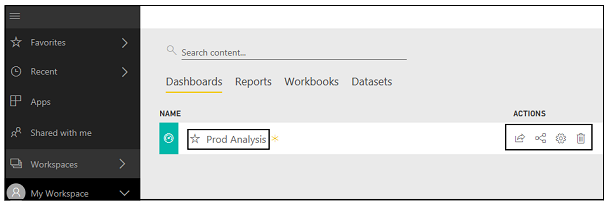 Favorites
Recent
Apps
Shared with me
Workspaces
My Workspace
Search content...
Dashboards Reports Workbooks Datasets
NAME ACTIONS
Prod Analysis